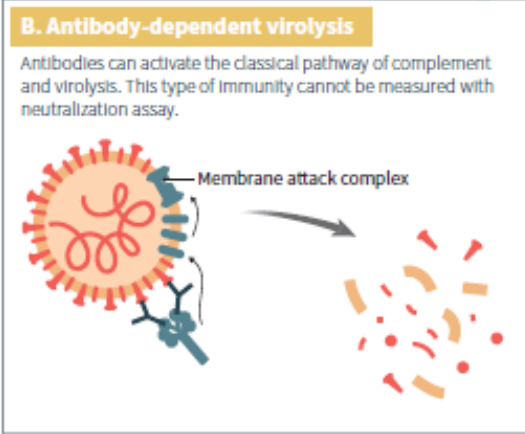 B. Antibody-dependent virolysis
Antibodies can activate the classical pathway of complement
and virolysis. This type of immunity cannot be measured with
neutralization assay.
Membrane attack complex